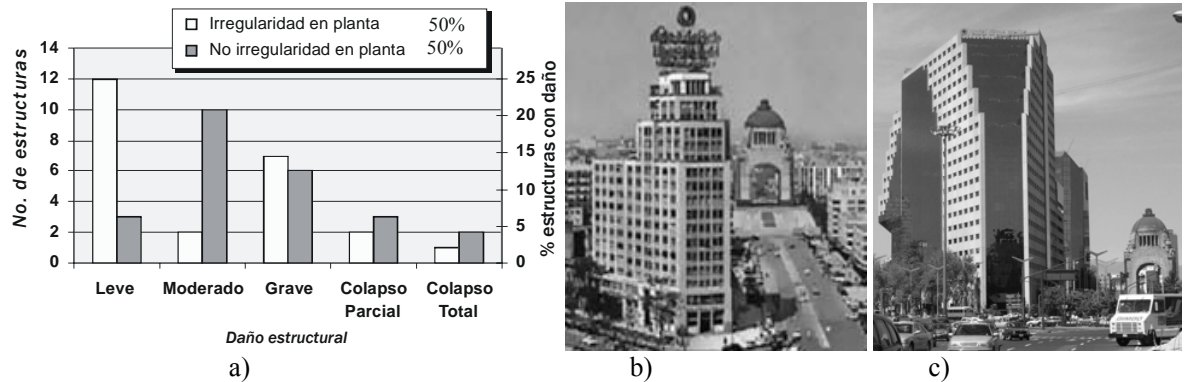 Irregularidad en planta 50%
No irregularidad en planta 50%
No. de estructuras
14
12
10
8
6
4
2
0
25
20
15
10
5
0
% estructuras con daño
Leve
Moderado
Grave
Colapso
Parcial
Colapso
Total
Daño estructural
a)
b)
c)